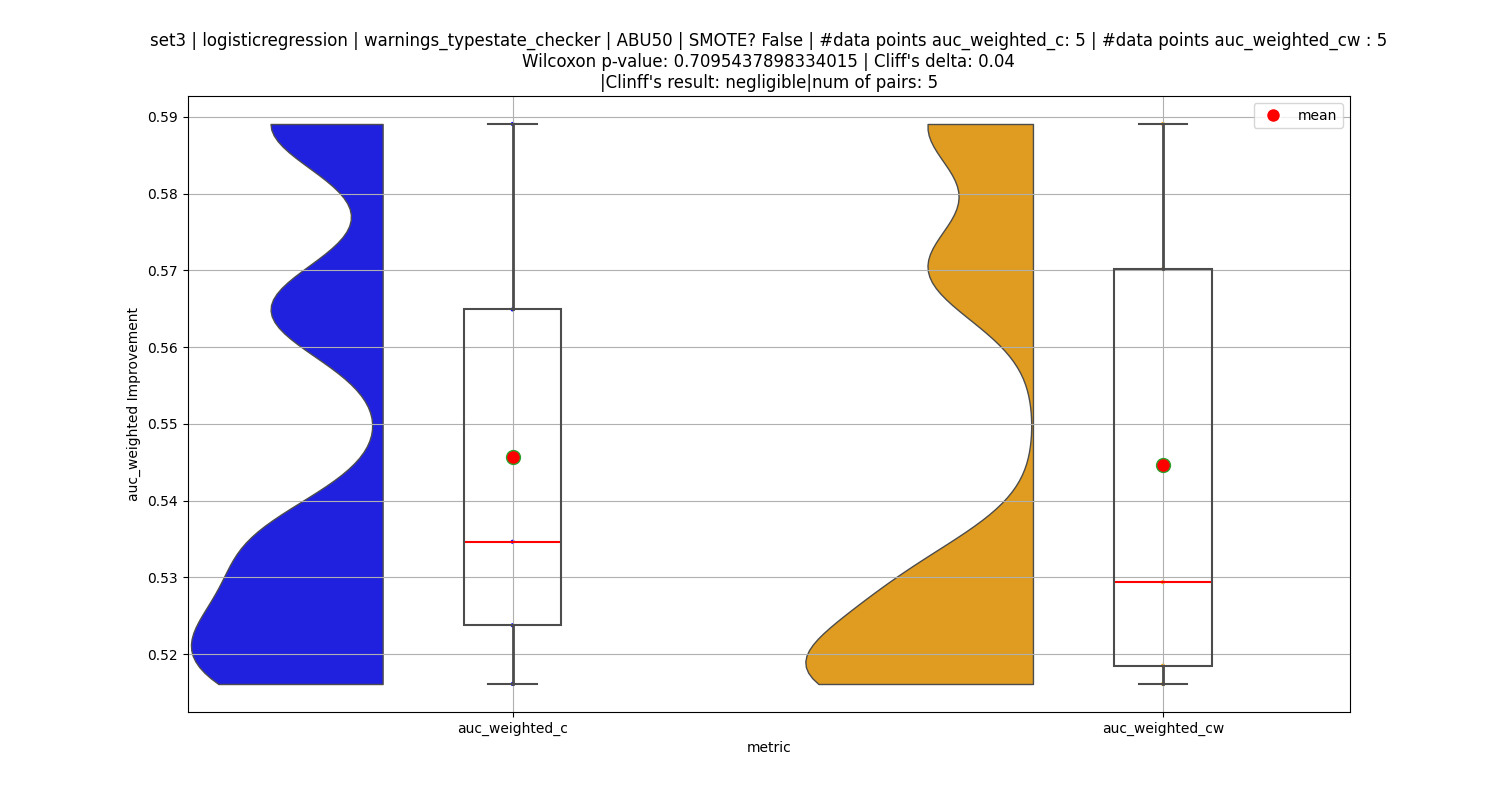 set3 | logisticregression | warnings_typestate_checker | ABU50 | SMOTE? False | #data points auc_weighted_c: 5 | #data points auc_weighted_cw : 5
Wilcoxon p-value: 0.7095437898334015 | Cliff's delta: 0.04
|Clinff's result: negligible|num of pairs: 5
mean
auc_weighted Improvement
0.59
0.58
0.57
0.56
0.55
0.54
0.53
0.52
auc_weighted_c
auc_weighted_cw
metric